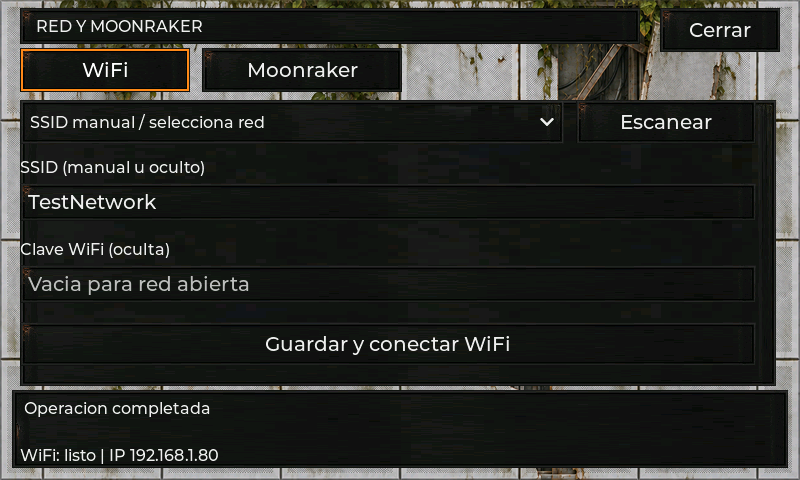 RED Y MOONRAKER
Cerrar
WiFi
Moonraker
SSID manual / selecciona red
Escanear
SSID (manual u oculto)
TestNetwork
Clave WiFi (oculta)
Vacia para red abierta
Guardar y conectar WiFi
Operacion completada
WiFi: listo | IP 192.168.1.80